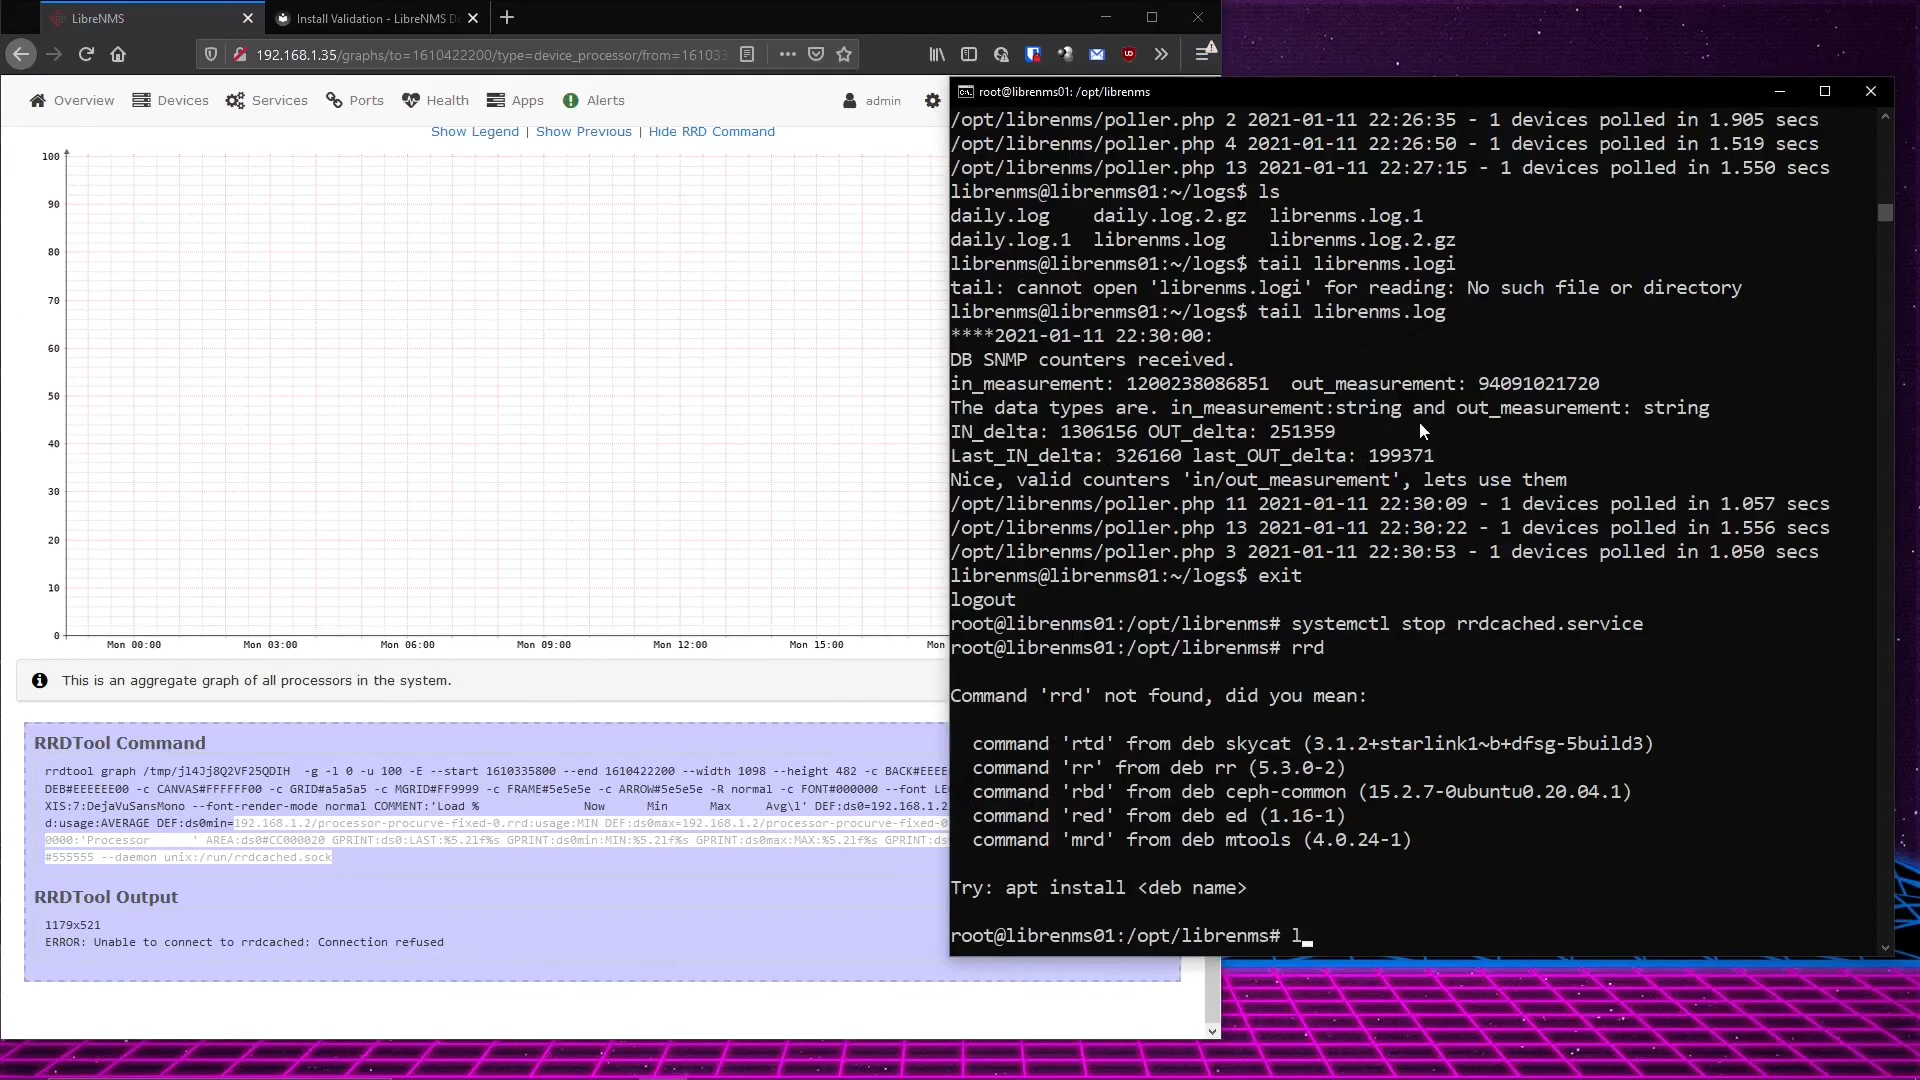 LibreNMS
Install Validation - LibreNMS D
192.168.1.35/graphs/to=1610422200/type=device_processor/from=161033
Overview Devices Services Ports Health Apps Alerts admin
Show Legend | Show Previous | Hide RRD Command
100
90
80
70
60
50
40
30
20
10
0
Mon 00:00 Mon 03:00 Mon 06:00 Mon 09:00 Mon 12:00 Mon 15:00 Mon
This is an aggregate graph of all processors in the system.
RRDTool Command
rrdtool graph /tmp/jl4Jj8Q2VF25QDIH -g -l 0 -u 100 -E --start 1610335800 --end 1610422200 --width 1098 --height 482 -c BACK#EEEE
DEB#EEEEEE00 -c CANVAS#FFFFFF00 -c GRID#a5a5a5 -c MGRID#FF9999 -c FRAME#5e5e5e -c ARROW#5e5e5e -R normal -c FONT#000000 --font LE
XIS:7:DejaVuSansMono --font-render-mode normal COMMENT:'Load % Now Min Max Avg\l' DEF:ds0=192.168.1.2
d:usage:AVERAGE DEF:ds0min=192.168.1.2/processor-procurve-fixed-0.rrd:usage:MIN DEF:ds0max=192.168.1.2/processor-procurve-fixed-0
0000:'Processor ' AREA:ds0#CC000020 GPRINT:ds0:LAST:%5.2lf%s GPRINT:ds0min:MIN:%5.2lf%s GPRINT:ds0max:MAX:%5.2lf%s GPRINT:ds
#555555 --daemon unix:/run/rrdcached.sock
RRDTool Output
1179x521
ERROR: Unable to connect to rrdcached: Connection refused
root@librenms01: /opt/librenms
/opt/librenms/poller.php 2 2021-01-11 22:26:35 - 1 devices polled in 1.905 secs
/opt/librenms/poller.php 4 2021-01-11 22:26:50 - 1 devices polled in 1.519 secs
/opt/librenms/poller.php 13 2021-01-11 22:27:15 - 1 devices polled in 1.550 secs
librenms@librenms01:~/logs$ ls
daily.log daily.log.2.gz librenms.log.1
daily.log.1 librenms.log librenms.log.2.gz
librenms@librenms01:~/logs$ tail librenms.logi
tail: cannot open 'librenms.logi' for reading: No such file or directory
librenms@librenms01:~/logs$ tail librenms.log
****2021-01-11 22:30:00:
DB SNMP counters received.
in_measurement: 1200238086851 out_measurement: 94091021720
The data types are. in_measurement:string and out_measurement: string
IN_delta: 1306156 OUT_delta: 251359
Last_IN_delta: 326160 last_OUT_delta: 199371
Nice, valid counters 'in/out_measurement', lets use them
/opt/librenms/poller.php 11 2021-01-11 22:30:09 - 1 devices polled in 1.057 secs
/opt/librenms/poller.php 13 2021-01-11 22:30:22 - 1 devices polled in 1.556 secs
/opt/librenms/poller.php 3 2021-01-11 22:30:53 - 1 devices polled in 1.050 secs
librenms@librenms01:~/logs$ exit
logout
root@librenms01:/opt/librenms# systemctl stop rrdcached.service
root@librenms01:/opt/librenms# rrd
Command 'rrd' not found, did you mean:
command 'rtd' from deb skycat (3.1.2+starlink1~b+dfsg-5build3)
command 'rr' from deb rr (5.3.0-2)
command 'rbd' from deb ceph-common (15.2.7-0ubuntu0.20.04.1)
command 'red' from deb ed (1.16-1)
command 'mrd' from deb mtools (4.0.24-1)
Try: apt install <deb name>
root@librenms01:/opt/librenms# l_